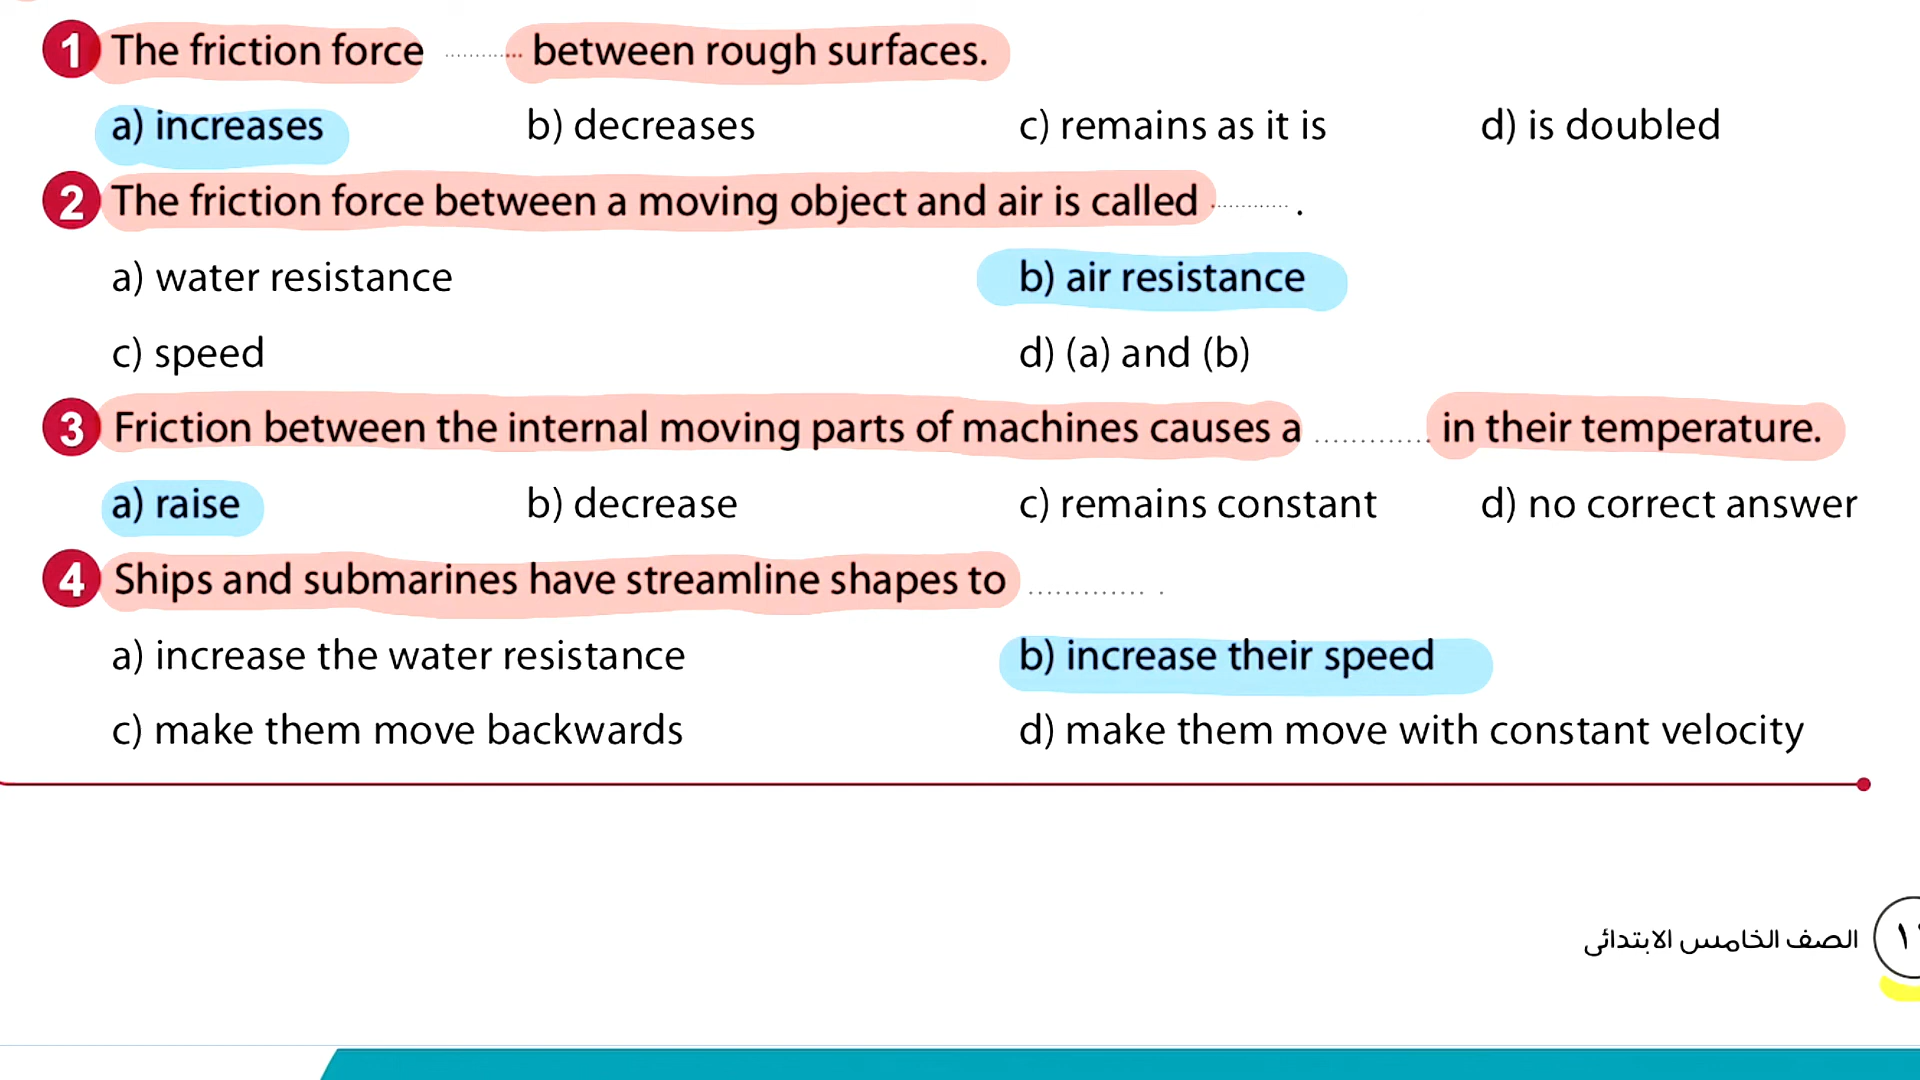 1 The friction force ............ between rough surfaces.
a) increases b) decreases c) remains as it is d) is doubled
2 The friction force between a moving object and air is called ............ .
a) water resistance b) air resistance
c) speed d) (a) and (b)
3 Friction between the internal moving parts of machines causes a ............. in their temperature.
a) raise b) decrease c) remains constant d) no correct answer
4 Ships and submarines have streamline shapes to ............. .
a) increase the water resistance b) increase their speed
c) make them move backwards d) make them move with constant velocity
الصف الخامس الابتدائى